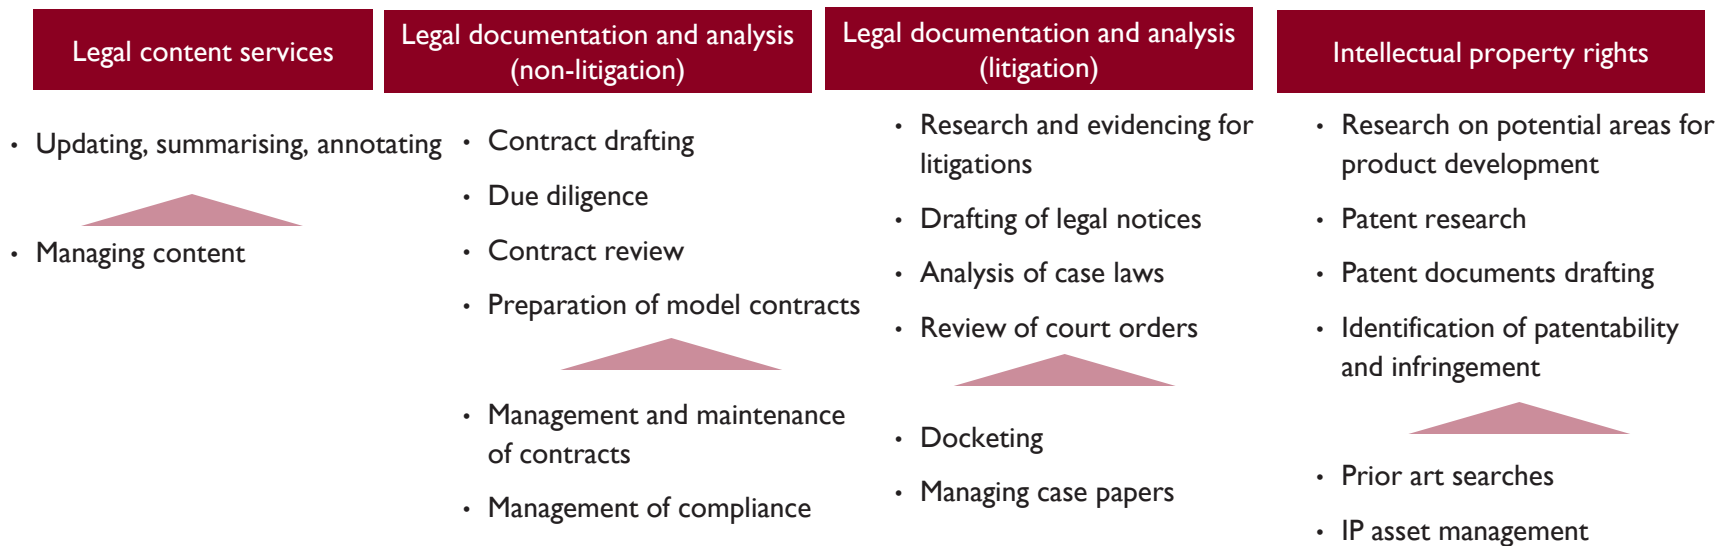 Legal content services
• Updating, summarising, annotating
• Managing content
Legal documentation and analysis
(non-litigation)
• Contract drafting
• Due diligence
• Contract review
• Preparation of model contracts
• Management and maintenance
of contracts
• Management of compliance
Legal documentation and analysis
(litigation)
• Research and evidencing for
litigations
• Drafting of legal notices
• Analysis of case laws
• Review of court orders
• Docketing
• Managing case papers
Intellectual property rights
• Research on potential areas for
product development
• Patent research
• Patent documents drafting
• Identification of patentability
and infringement
• Prior art searches
• IP asset management